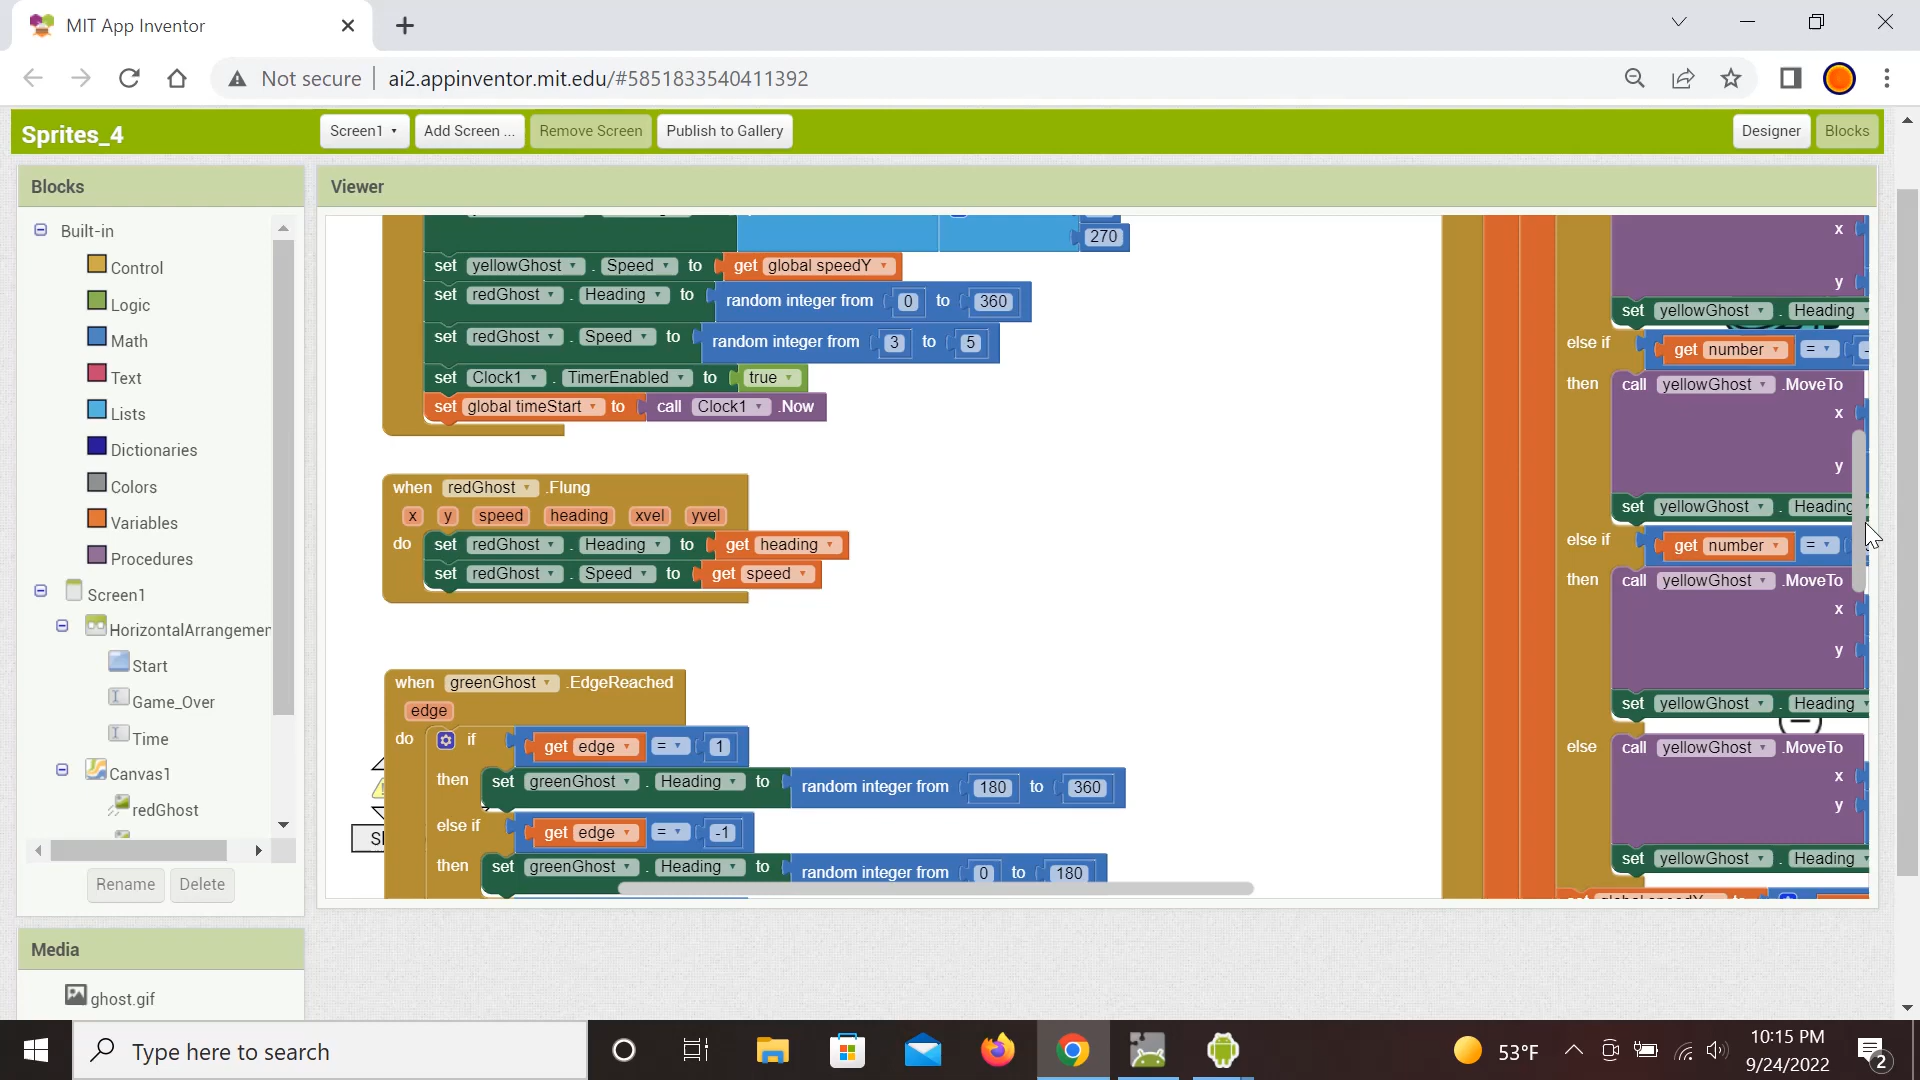 MIT App Inventor
Not secure
ai2.appinventor.mit.edu/#5851833540411392
Sprites_4
Screen1
Add Screen ...
Remove Screen
Publish to Gallery
Designer
Blocks
Blocks
Built-in
Control
Logic
Math
Text
Lists
Dictionaries
Colors
Variables
Procedures
Screen1
HorizontalArrangemen
Start
Game_Over
Time
Canvas1
redGhost
Rename
Delete
Media
ghost.gif
Viewer
270
set yellowGhost . Speed to get global speedY
set redGhost . Heading to random integer from 0 to 360
set redGhost . Speed to random integer from 3 to 5
set Clock1 . TimerEnabled to true
set global timeStart to call Clock1 .Now
when redGhost .Flung
x y speed heading xvel yvel
do set redGhost . Heading to get heading
set redGhost . Speed to get speed
when greenGhost .EdgeReached
edge
do if get edge = 1
then set greenGhost . Heading to random integer from 180 to 360
else if get edge = -1
then set greenGhost . Heading to random integer from 0 to 180
x
y
set yellowGhost . Heading
else if get number =
then call yellowGhost .MoveTo
x
y
set yellowGhost . Heading
else if get number =
then call yellowGhost .MoveTo
x
y
set yellowGhost . Heading
else call yellowGhost .MoveTo
x
y
set yellowGhost . Heading
Type here to search
53°F
10:15 PM
9/24/2022
2